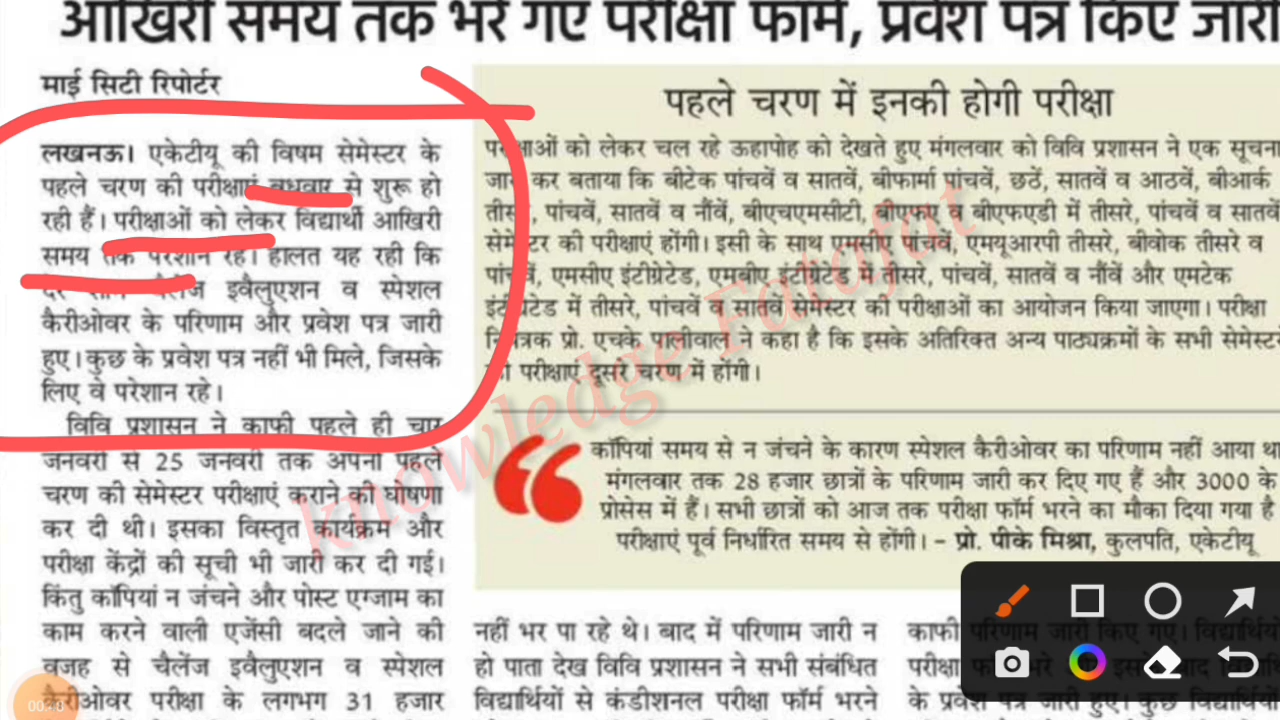 आखिरी समय तक भरे गए परीक्षा फॉर्म, प्रवेश पत्र किए जारी
माई सिटी रिपोर्टर
लखनऊ। एकेटीयू की विषम सेमेस्टर के
पहले चरण की परीक्षाएं बुधवार से शुरू हो
रही हैं। परीक्षाओं को लेकर विद्यार्थी आखिरी
समय तक परेशान रहे। हालत यह रही कि
देर शाम चैलेंज इवैलुएशन व स्पेशल
कैरीओवर के परिणाम और प्रवेश पत्र जारी
हुए। कुछ के प्रवेश पत्र नहीं भी मिले, जिसके
लिए वे परेशान रहे।
विवि प्रशासन ने काफी पहले ही चार
जनवरी से 25 जनवरी तक अपनी पहले
चरण की सेमेस्टर परीक्षाएं कराने की घोषणा
कर दी थी। इसका विस्तृत कार्यक्रम और
परीक्षा केंद्रों की सूची भी जारी कर दी गई।
किंतु कॉपियां न जंचने और पोस्ट एग्जाम का
काम करने वाली एजेंसी बदले जाने की
वजह से चैलेंज इवैलुएशन व स्पेशल
कैरीओवर परीक्षा के लगभग 31 हजार
पहले चरण में इनकी होगी परीक्षा
परीक्षाओं को लेकर चल रहे ऊहापोह को देखते हुए मंगलवार को विवि प्रशासन ने एक सूचना
जारी कर बताया कि बीटेक पांचवें व सातवें, बीफार्मा पांचवें, छठें, सातवें व आठवें, बीआर्क
तीसरे, पांचवें, सातवें व नौंवें, बीएचएमसीटी, बीएफए व बीएफएडी में तीसरे, पांचवें व सातवें
सेमेस्टर की परीक्षाएं होंगी। इसी के साथ एमसीए पांचवें, एमयूआरपी तीसरे, बीवोक तीसरे व
पांचवें, एमसीए इंटीग्रेटेड, एमबीए इंटीग्रेटेड में तीसरे, पांचवें, सातवें व नौंवें और एमटेक
इंटीग्रेटेड में तीसरे, पांचवें व सातवें सेमेस्टर की परीक्षाओं का आयोजन किया जाएगा। परीक्षा
नियंत्रक प्रो. एचके पालीवाल ने कहा है कि इसके अतिरिक्त अन्य पाठ्यक्रमों के सभी सेमेस्टर
की परीक्षाएं दूसरे चरण में होंगी।
कॉपियां समय से न जंचने के कारण स्पेशल कैरीओवर का परिणाम नहीं आया था
मंगलवार तक 28 हजार छात्रों के परिणाम जारी कर दिए गए हैं और 3000 के
प्रोसेस में हैं। सभी छात्रों को आज तक परीक्षा फॉर्म भरने का मौका दिया गया है
परीक्षाएं पूर्व निर्धारित समय से होंगी। – प्रो. पीके मिश्रा, कुलपति, एकेटीयू
नहीं भर पा रहे थे। बाद में परिणाम जारी न
हो पाता देख विवि प्रशासन ने सभी संबंधित
विद्यार्थियों से कंडीशनल परीक्षा फॉर्म भरने
काफी परिणाम जारी किए गए। विद्यार्थियों
परीक्षा
के प्रवेश पत्र जारी हुए। कुछ विद्यार्थियों
knowledge Fatafat